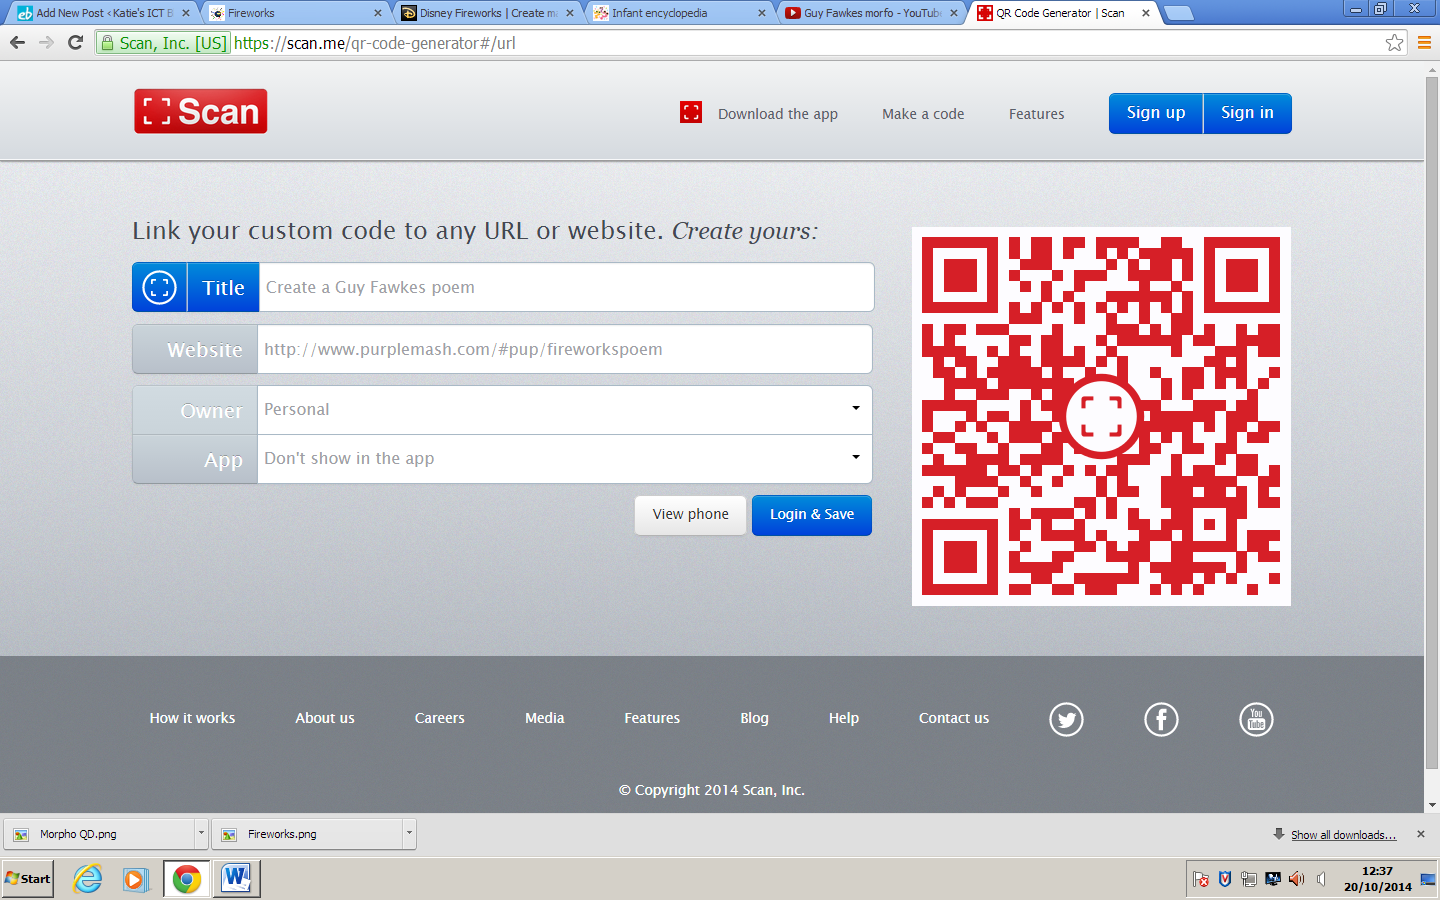 Add New Post ‹ Katie's ICT B
Fireworks
Disney Fireworks | Create ma
Infant encyclopedia
Guy Fawkes morfo - YouTube
QR Code Generator | Scan
Scan, Inc. [US] https://scan.me/qr-code-generator#/url
Scan
Download the app
Make a code
Features
Sign up
Sign in
Link your custom code to any URL or website. Create yours:
Title Create a Guy Fawkes poem
Website http://www.purplemash.com/#pup/fireworkspoem
Owner Personal
App Don't show in the app
View phone
Login & Save
How it works
About us
Careers
Media
Features
Blog
Help
Contact us
You
Tube
© Copyright 2014 Scan, Inc.
Morpho QD.png
Fireworks.png
Show all downloads...
Start
12:37
20/10/2014